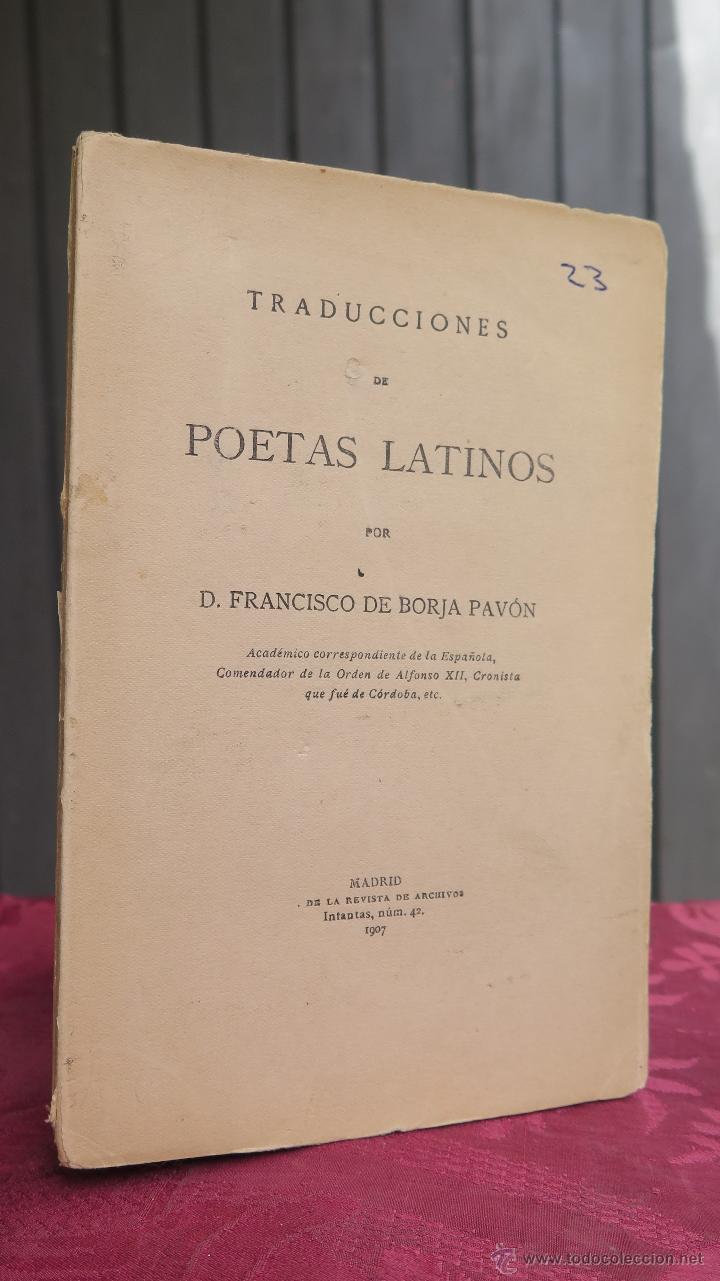 23
TRADUCCIONES
DE
POETAS LATINOS
POR
D. FRANCISCO DE BORJA PAVÓN
Académico correspondiente de la Española,
Comendador de la Orden de Alfonso XII, Cronista
que fué de Córdoba, etc.
MADRID
. DE LA REVISTA DE ARCHIVOS
Infantas, núm. 42.
1907
www.todocoleccion.net